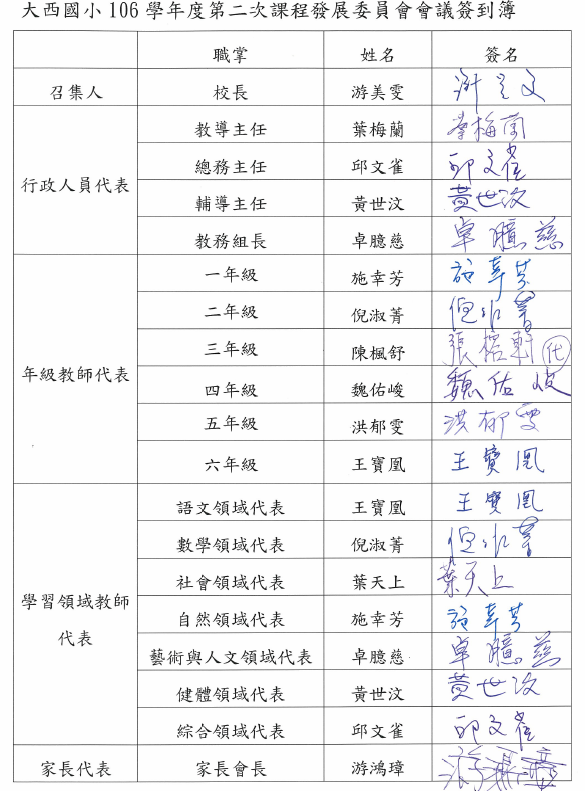 大西國小 106 學年度第二次課程發展委員會會議簽到簿
職掌 姓名 簽名
召集人 校長 游美雯
行政人員代表 教導主任 葉梅蘭 葉梅蘭
總務主任 邱文雀 邱文雀
輔導主任 黃世汶 黃世汶
教務組長 卓臆慈 卓臆慈
年級教師代表 一年級 施幸芳 施幸芳
二年級 倪淑菁 倪淑菁
三年級 陳楓舒 張榕軒 代
四年級 魏佑峻 魏佑峻
五年級 洪郁雯 洪郁雯
六年級 王寶凰 王寶凰
學習領域教師代表 語文領域代表 王寶凰 王寶凰
數學領域代表 倪淑菁 倪淑菁
社會領域代表 葉天上 葉天上
自然領域代表 施幸芳 施幸芳
藝術與人文領域代表 卓臆慈 卓臆慈
健體領域代表 黃世汶 黃世汶
綜合領域代表 邱文雀 邱文雀
家長代表 家長會長 游鴻璋